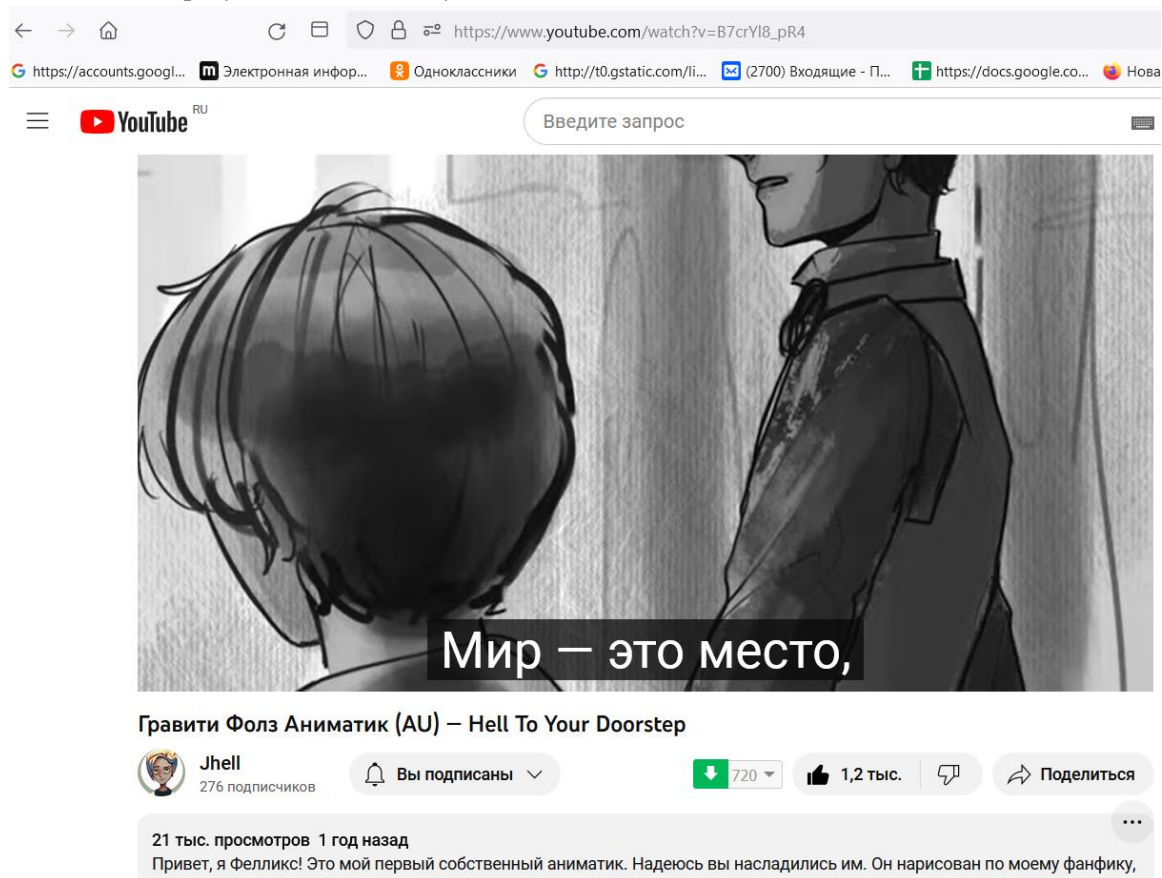 https://www.youtube.com/watch?v=B7crYl8_pR4
https://accounts.googl... m Электронная инфор... Одноклассники http://t0.gstatic.com/li... (2700) Входящие - П... https://docs.google.co... Нова
YouTube RU
Введите запрос
Мир — это место,
Гравити Фолз Аниматик (AU) — Hell To Your Doorstep
Jhell
276 подписчиков
Вы подписаны
720
1,2 тыс.
Поделиться
21 тыс. просмотров 1 год назад
Привет, я Felликс! Это мой первый собственный аниматик. Надеюсь вы насладились им. Он нарисован по моему фанфику,